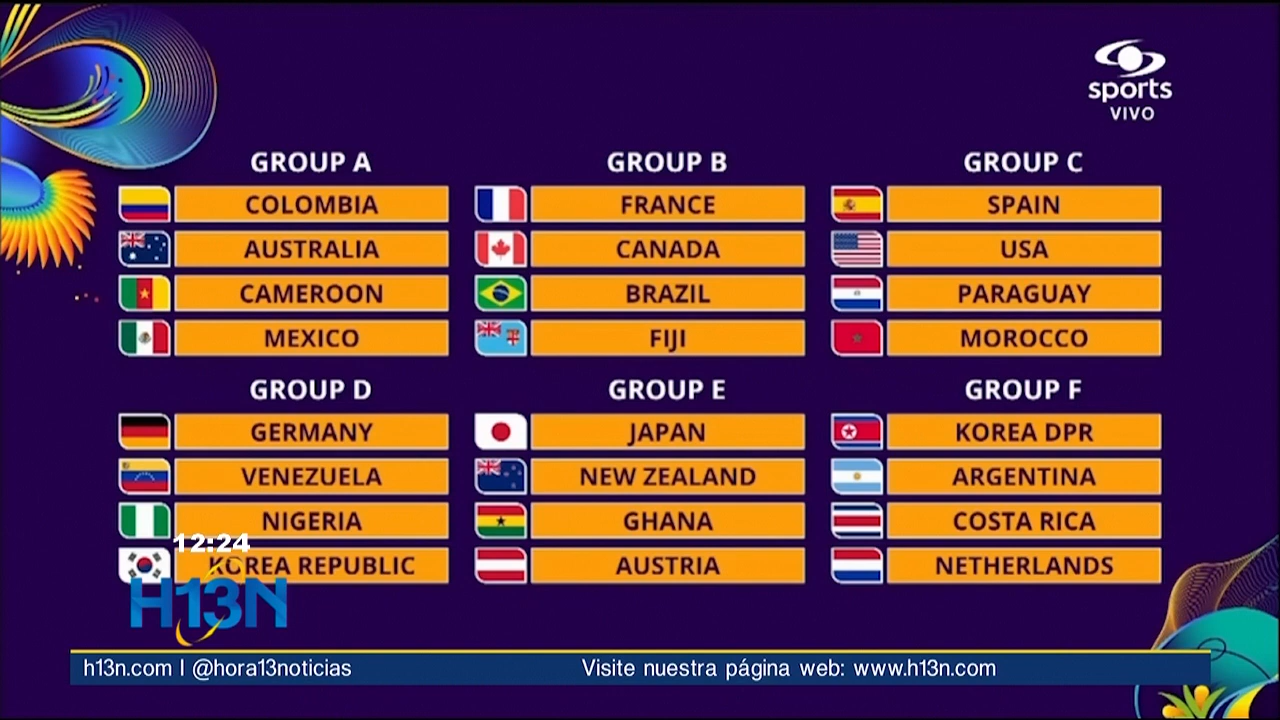 sports
VIVO
GROUP A
COLOMBIA
AUSTRALIA
CAMEROON
MEXICO
GROUP B
FRANCE
CANADA
BRAZIL
FIJI
GROUP C
SPAIN
USA
PARAGUAY
MOROCCO
GROUP D
GERMANY
VENEZUELA
NIGERIA
KOREA REPUBLIC
GROUP E
JAPAN
NEW ZEALAND
GHANA
AUSTRIA
GROUP F
KOREA DPR
ARGENTINA
COSTA RICA
NETHERLANDS
12:24
H13N
h13n.com | @hora13noticias
Visite nuestra página web: www.h13n.com